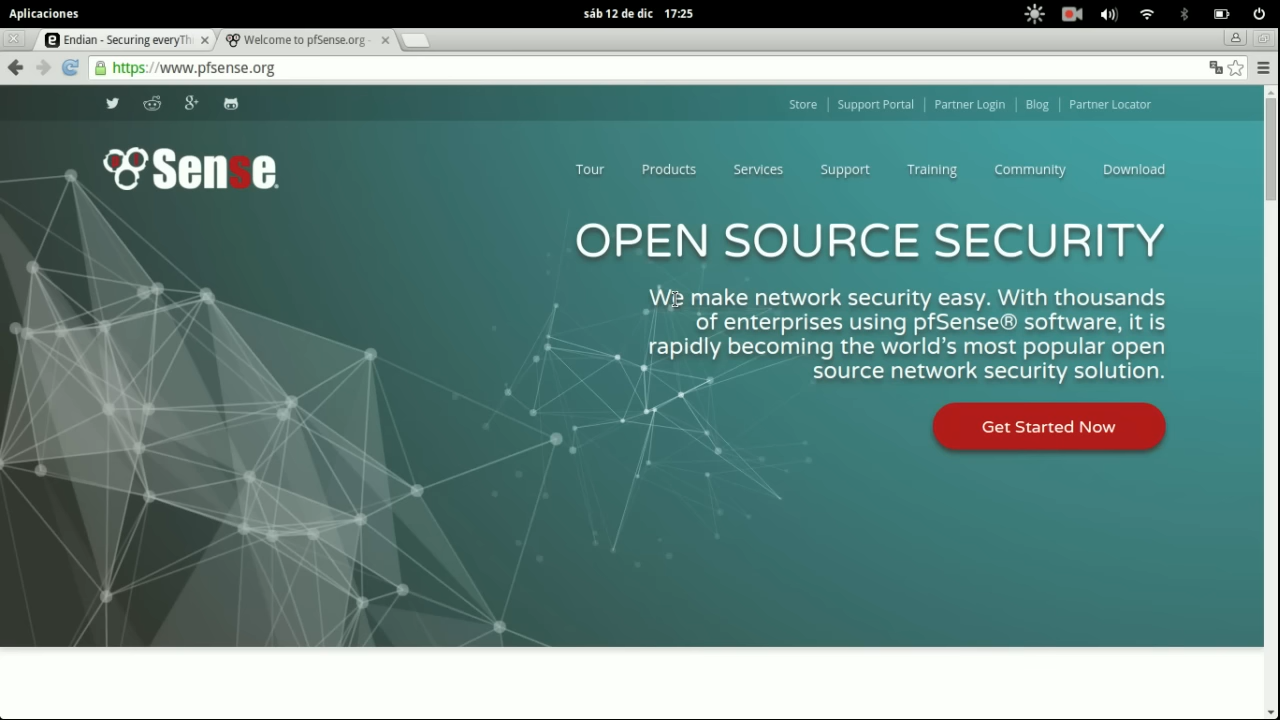 Aplicaciones
sáb 12 de dic 17:25
Endian - Securing everyThi
Welcome to pfSense.org -
https://www.pfsense.org
Store
Support Portal
Partner Login
Blog
Partner Locator
Sense
Tour
Products
Services
Support
Training
Community
Download
OPEN SOURCE SECURITY
We make network security easy. With thousands
of enterprises using pfSense® software, it is
rapidly becoming the world's most popular open
source network security solution.
Get Started Now